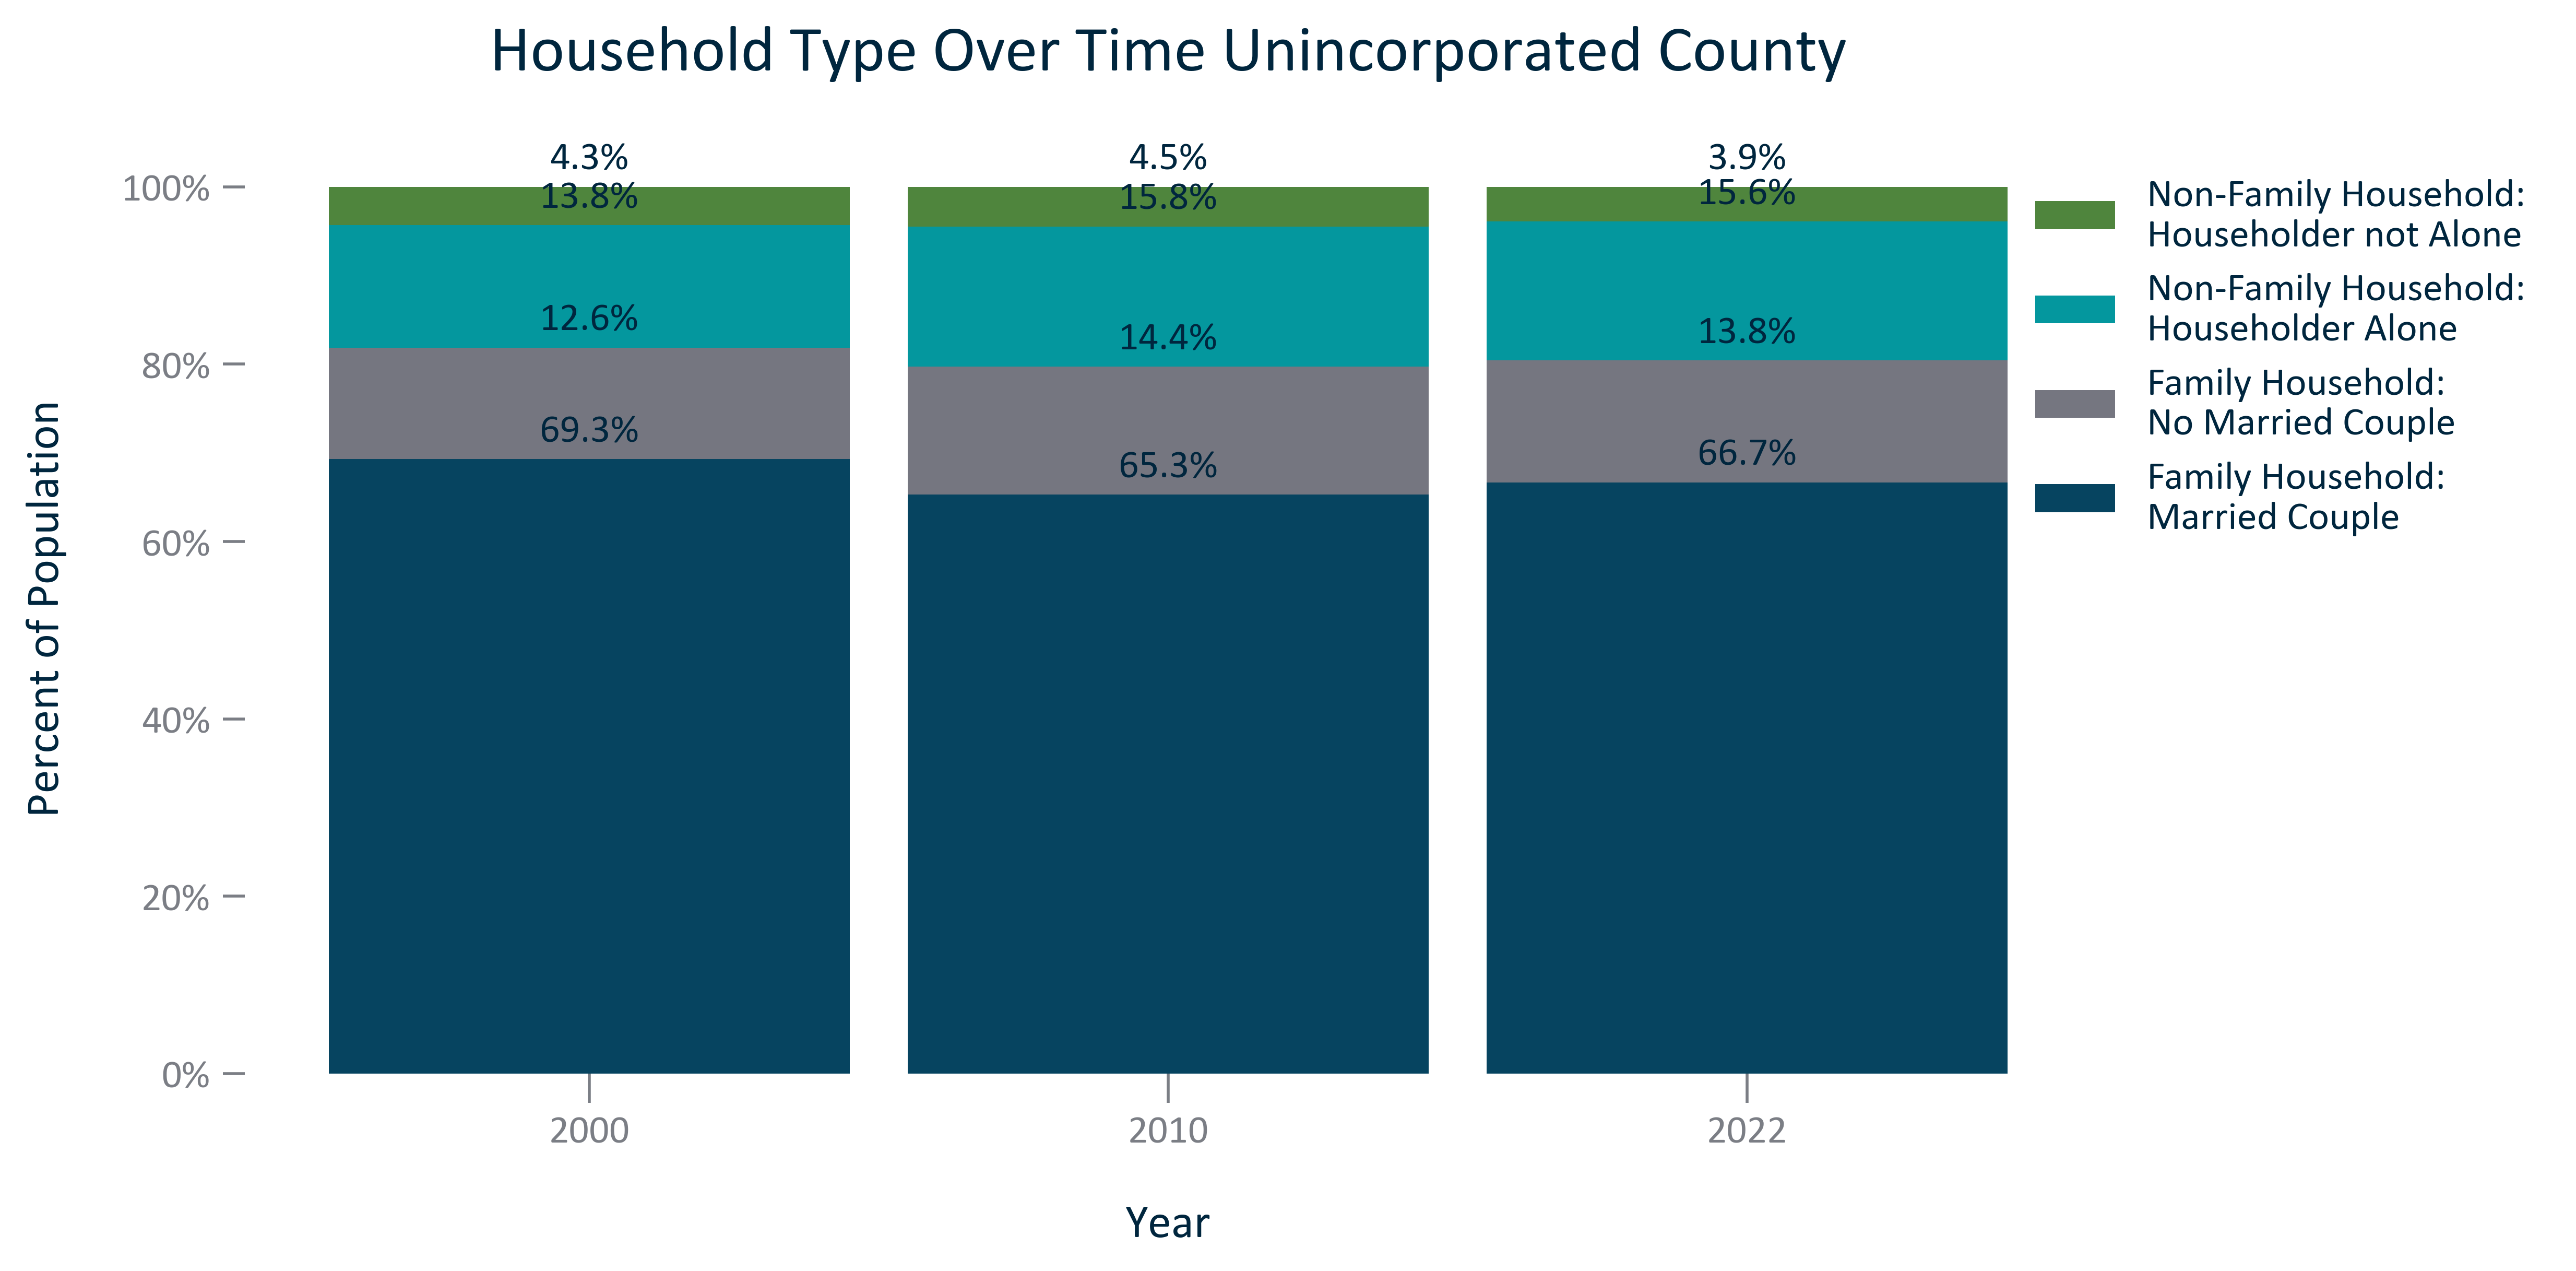 Household Type Over Time Unincorporated County
4.3%
4.5%
3.9%
100%
13.8%
15.8%
15.6%
12.6%
14.4%
13.8%
80%
69.3%
65.3%
66.7%
60%
40%
20%
0%
Percent of Population
2000
2010
2022
Year
Non-Family Household:
Householder not Alone
Non-Family Household:
Householder Alone
Family Household:
No Married Couple
Family Household:
Married Couple